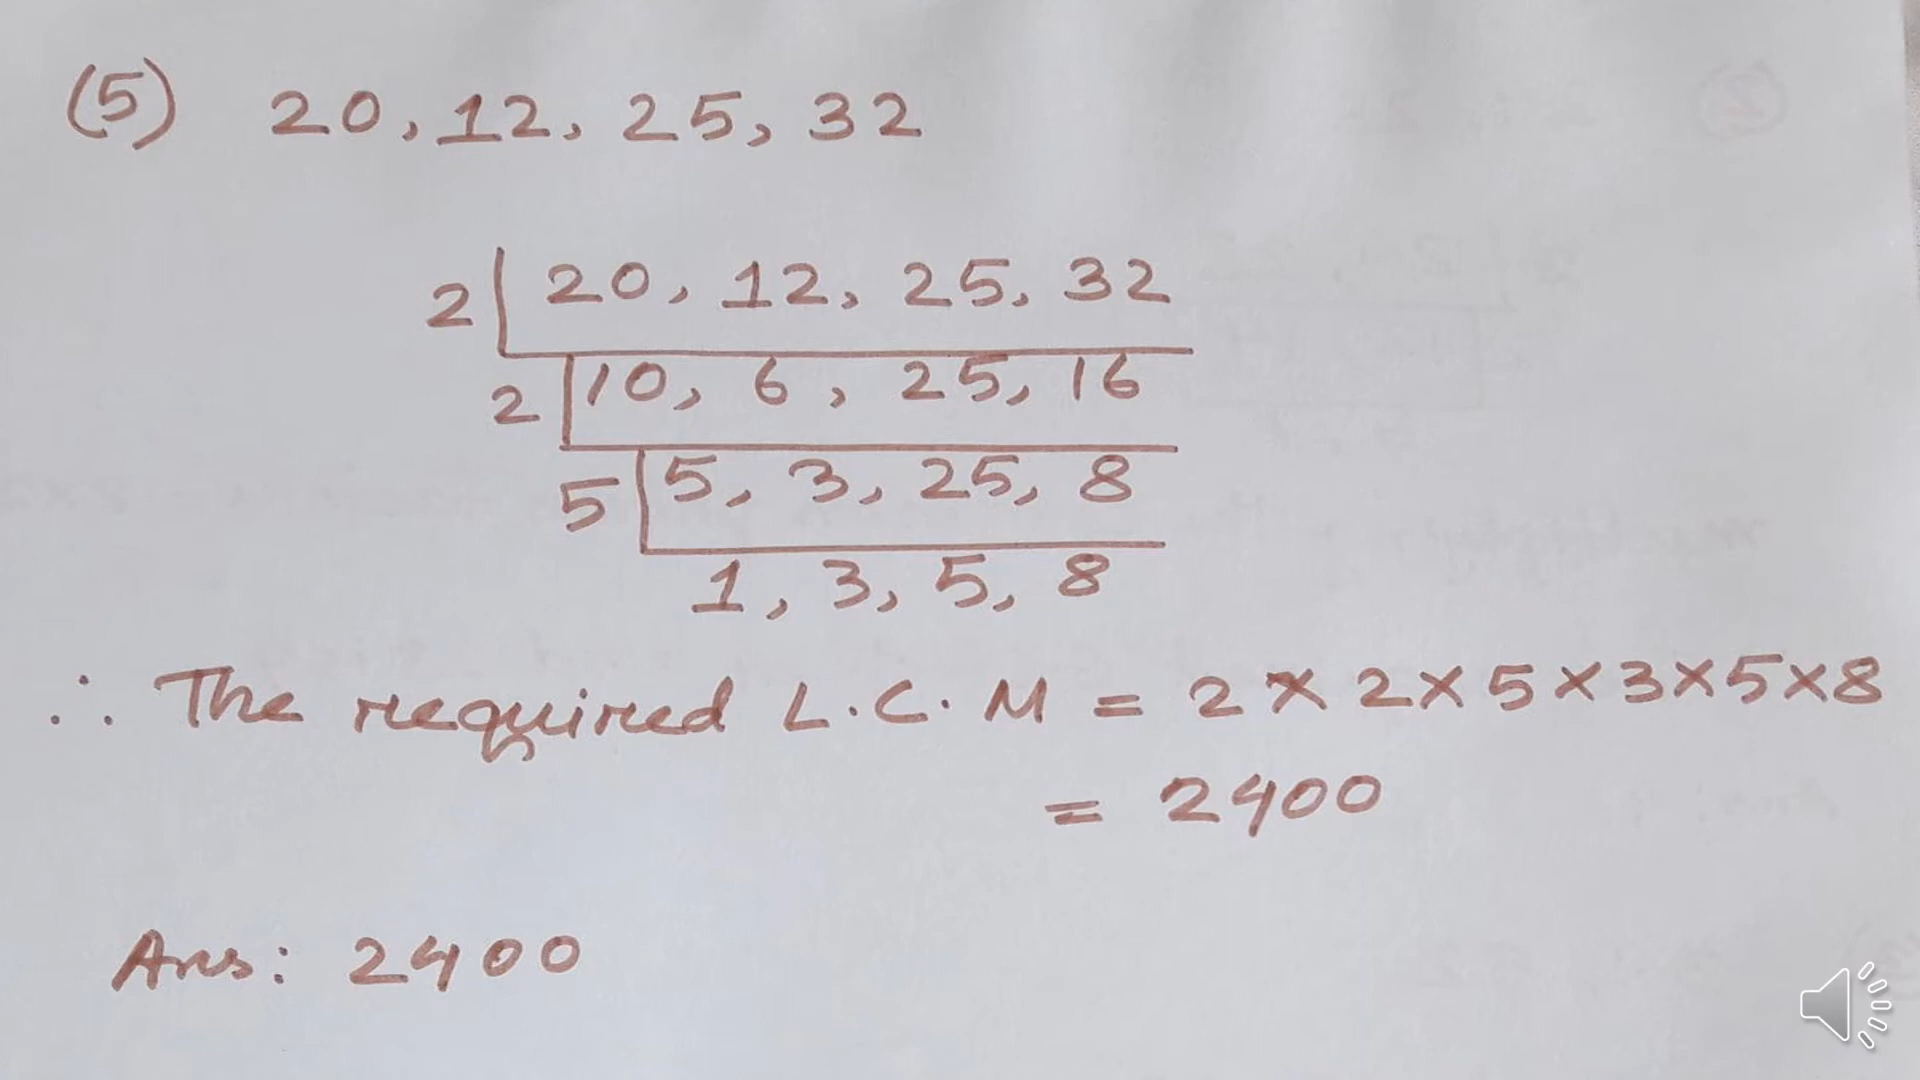 (5) 20, 12, 25, 32
2 | 20, 12, 25, 32
2 | 10, 6, 25, 16
5 | 5, 3, 25, 8
1, 3, 5, 8
∴ The required L.C.M = 2 × 2 × 5 × 3 × 5 × 8
= 2400
Ans: 2400